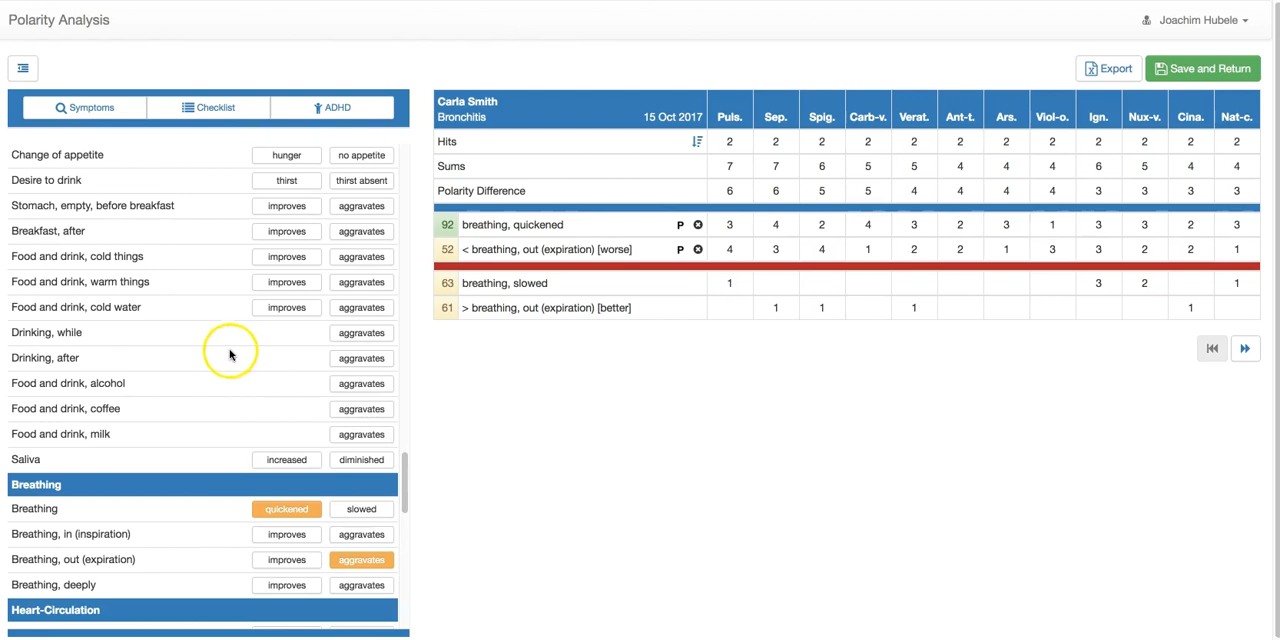 Polarity Analysis
Joachim Hubele
Export
Save and Return
Symptoms
Checklist
ADHD
Change of appetite hunger no appetite
Desire to drink thirst thirst absent
Stomach, empty, before breakfast improves aggravates
Breakfast, after improves aggravates
Food and drink, cold things improves aggravates
Food and drink, warm things improves aggravates
Food and drink, cold water improves aggravates
Drinking, while aggravates
Drinking, after aggravates
Food and drink, alcohol aggravates
Food and drink, coffee aggravates
Food and drink, milk aggravates
Saliva increased diminished
Breathing
Breathing quickened slowed
Breathing, in (inspiration) improves aggravates
Breathing, out (expiration) improves aggravates
Breathing, deeply improves aggravates
Heart-Circulation
Carla Smith
Bronchitis 15 Oct 2017 Puls. Sep. Spig. Carb-v. Verat. Ant-t. Ars. Viol-o. Ign. Nux-v. Cina. Nat-c.
Hits 2 2 2 2 2 2 2 2 2 2 2 2
Sums 7 7 6 5 5 4 4 4 6 5 4 4
Polarity Difference 6 6 5 5 4 4 4 4 3 3 3 3
92 breathing, quickened P 3 4 2 4 3 2 3 1 3 3 2 3
52 < breathing, out (expiration) [worse] P 4 3 4 1 2 2 1 3 3 2 2 1
63 breathing, slowed 1 3 2 1
61 > breathing, out (expiration) [better] 1 1 1 1